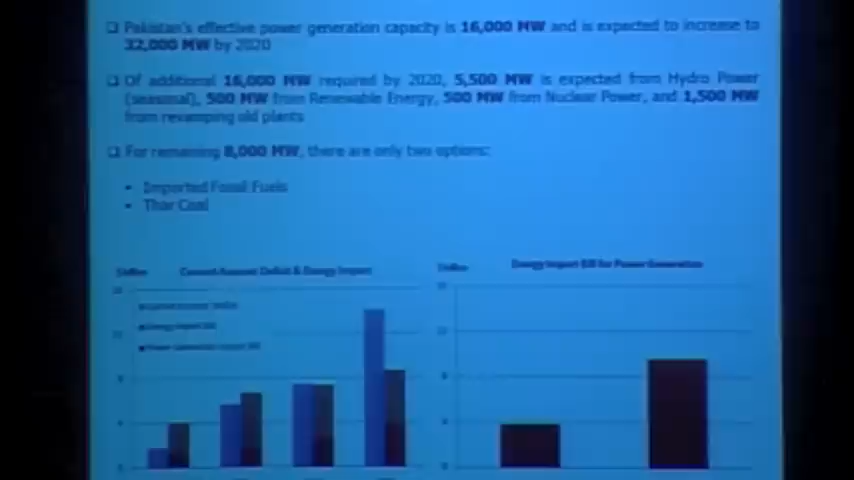 ❑ Pakistan's effective power generation capacity is 16,000 MW and is expected to increase to
32,000 MW by 2020
❑ Of additional 16,000 MW required by 2020, 5,500 MW is expected from Hydro Power
(seasonal), 500 MW from Renewable Energy, 500 MW from Nuclear Power, and 1,500 MW
from revamping old plants
❑ For remaining 8,000 MW, there are only two options:
• Imported Fossil Fuels
• Thar Coal
$ billion Current Account Deficit & Energy Import
$ billion Energy Import Bill for Power Generation